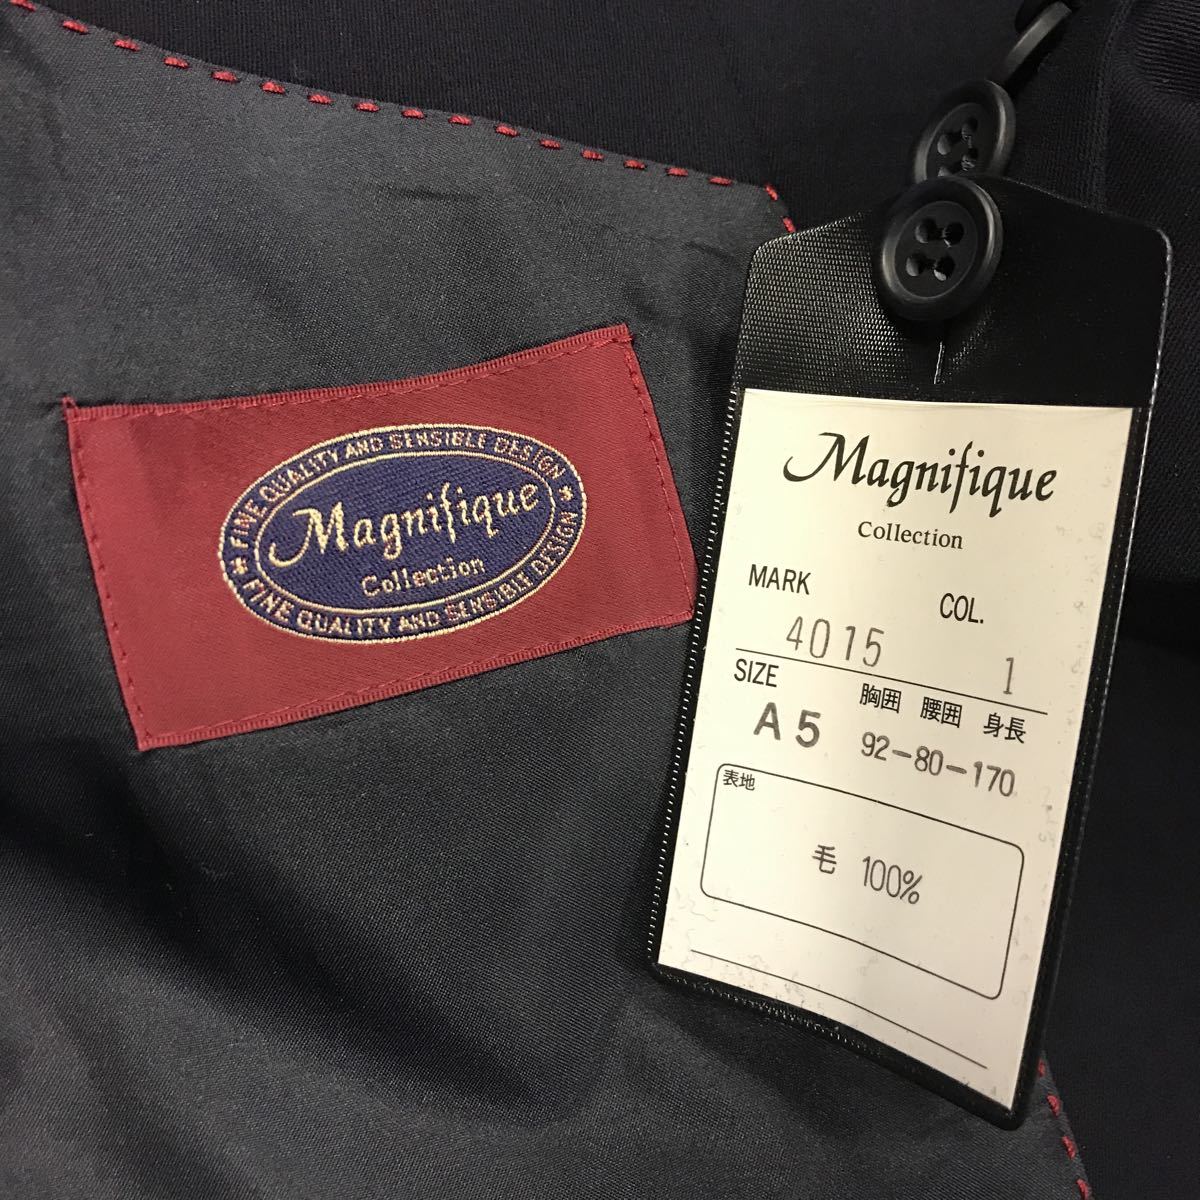 FINE QUALITY AND SENSIBLE DESIGN
Magnifique
Collection
FINE QUALITY AND SENSIBLE DESIGN
Magnifique
Collection
MARK COL.
4015 1
SIZE 胸囲 腰囲 身長
A5 92-80-170
表地
毛 100%